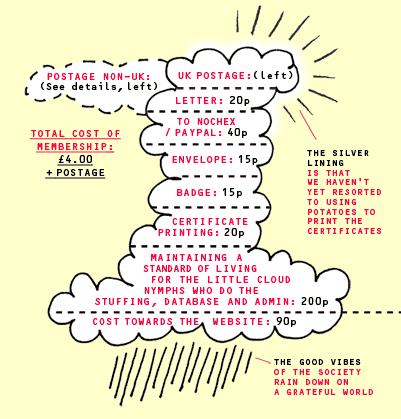 POSTAGE NON-UK:
(See details, left)
UK POSTAGE:(left)
LETTER: 20p
TO NOCHEX
/ PAYPAL: 40p
TOTAL COST OF
MEMBERSHIP:
£4.00
+ POSTAGE
ENVELOPE: 15p
THE SILVER
LINING
IS THAT
WE HAVEN'T
YET RESORTED
TO USING
POTATOES TO
PRINT THE
CERTIFICATES
BADGE: 15p
CERTIFICATE
PRINTING: 20p
MAINTAINING A
STANDARD OF LIVING
FOR THE LITTLE CLOUD
NYMPHS WHO DO THE
STUFFING, DATABASE AND ADMIN: 200p
COST TOWARDS THE WEBSITE: 90p
THE GOOD VIBES
OF THE SOCIETY
RAIN DOWN ON
A GRATEFUL WORLD